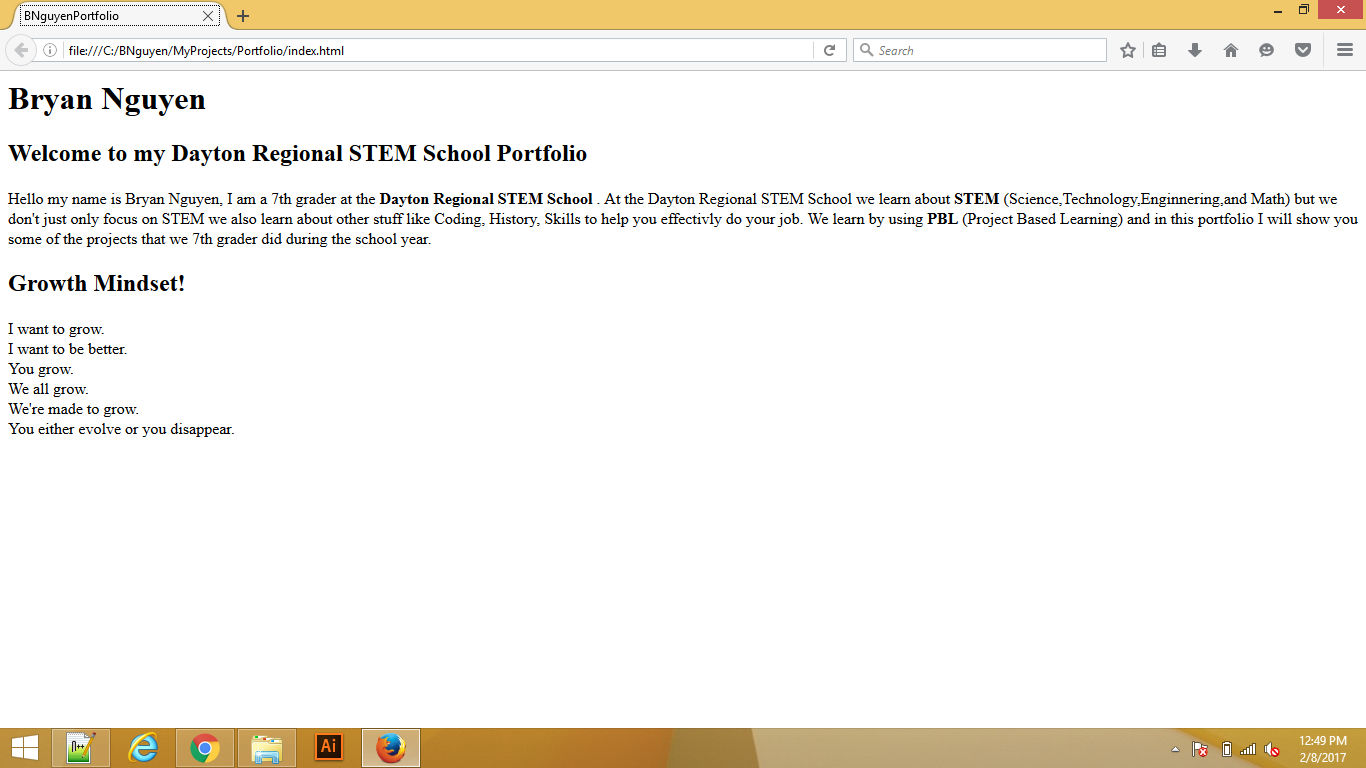 BNguyenPortfolio
file:///C:/BNguyen/MyProjects/Portfolio/index.html
Search
Bryan Nguyen
Welcome to my Dayton Regional STEM School Portfolio
Hello my name is Bryan Nguyen, I am a 7th grader at the Dayton Regional STEM School . At the Dayton Regional STEM School we learn about STEM (Science,Technology,Enginnering,and Math) but we
don't just only focus on STEM we also learn about other stuff like Coding, History, Skills to help you effectivly do your job. We learn by using PBL (Project Based Learning) and in this portfolio I will show you
some of the projects that we 7th grader did during the school year.
Growth Mindset!
I want to grow.
I want to be better.
You grow.
We all grow.
We're made to grow.
You either evolve or you disappear.
N++
Ai
12:49 PM
2/8/2017